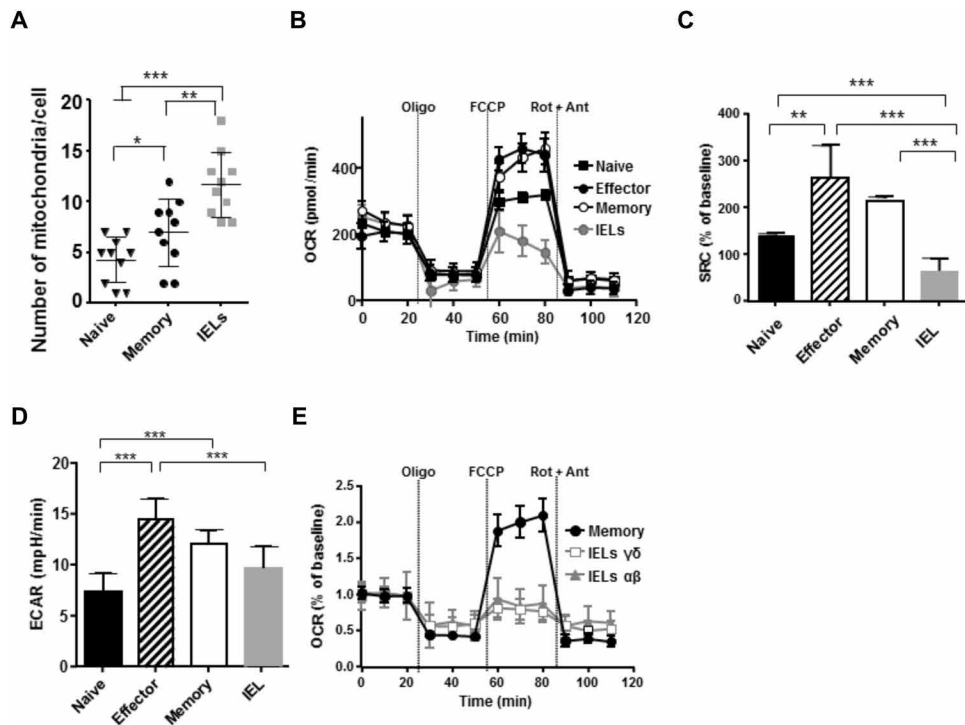 A
Number of mitochondria/cell
20
15
10
5
0
***
**
*
Naive
Memory
IELs
B
OCR (pmol/min)
400
200
0
Oligo
FCCP
Rot + Ant
Naive
Effector
Memory
IELs
0
20
40
60
80
100
120
Time (min)
C
SRC (% of baseline)
400
300
200
100
0
***
**
***
***
Naive
Effector
Memory
IEL
D
ECAR (mpH/min)
20
15
10
5
0
***
***
***
Naive
Effector
Memory
IEL
E
OCR (% of baseline)
2.5
2.0
1.5
1.0
0.5
0.0
Oligo
FCCP
Rot + Ant
Memory
IELs γδ
IELs αβ
0
20
40
60
80
100
120
Time (min)